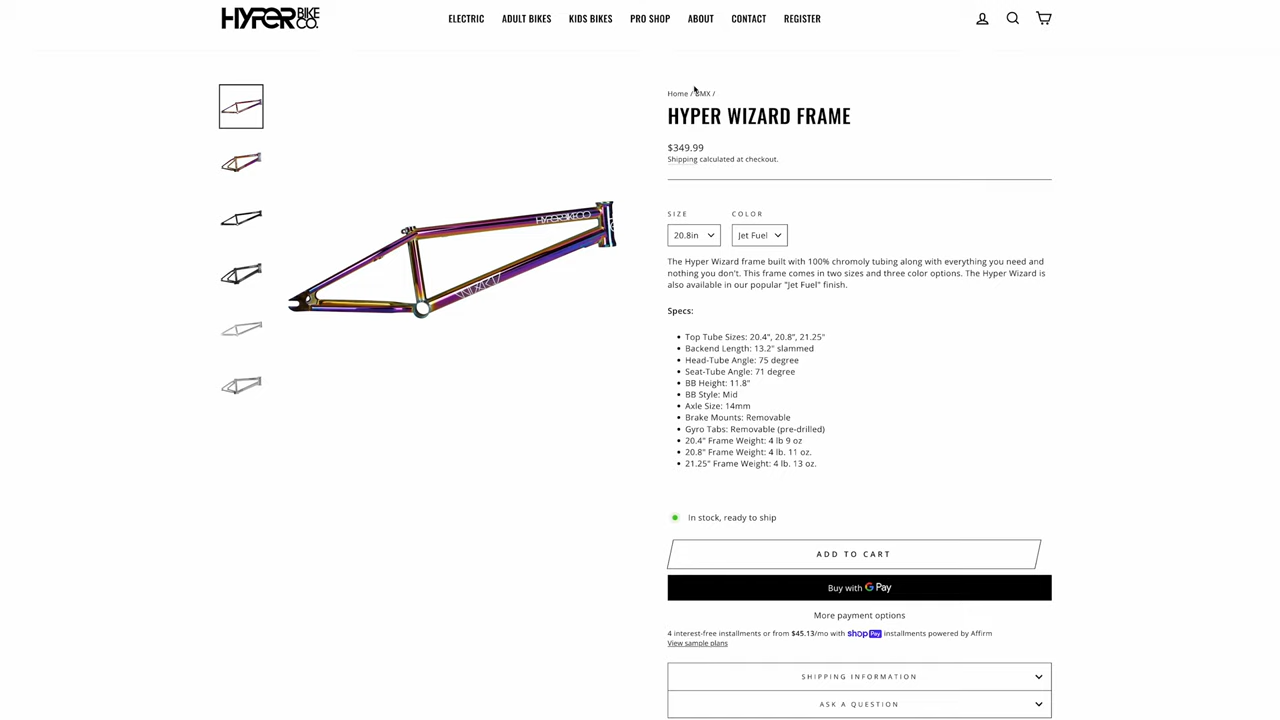 HYPER BIKE CO.
ELECTRIC ADULT BIKES KIDS BIKES PRO SHOP ABOUT CONTACT REGISTER
Home / BMX /
HYPER WIZARD FRAME
$349.99
Shipping calculated at checkout.
SIZE COLOR
20.8in Jet Fuel
The Hyper Wizard frame built with 100% chromoly tubing along with everything you need and
nothing you don't. This frame comes in two sizes and three color options. The Hyper Wizard is
also available in our popular "Jet Fuel" finish.
Specs:
Top Tube Sizes: 20.4", 20.8", 21.25"
Backend Length: 13.2" slammed
Head-Tube Angle: 75 degree
Seat-Tube Angle: 71 degree
BB Height: 11.8"
BB Style: Mid
Axle Size: 14mm
Brake Mounts: Removable
Gyro Tabs: Removable (pre-drilled)
20.4" Frame Weight: 4 lb 9 oz
20.8" Frame Weight: 4 lb. 11 oz.
21.25" Frame Weight: 4 lb. 13 oz.
In stock, ready to ship
ADD TO CART
Buy with G Pay
More payment options
4 interest-free installments or from $45.13/mo with shop Pay installments powered by Affirm
View sample plans
SHIPPING INFORMATION
ASK A QUESTION
HYPER BIKE CO
WIZARD